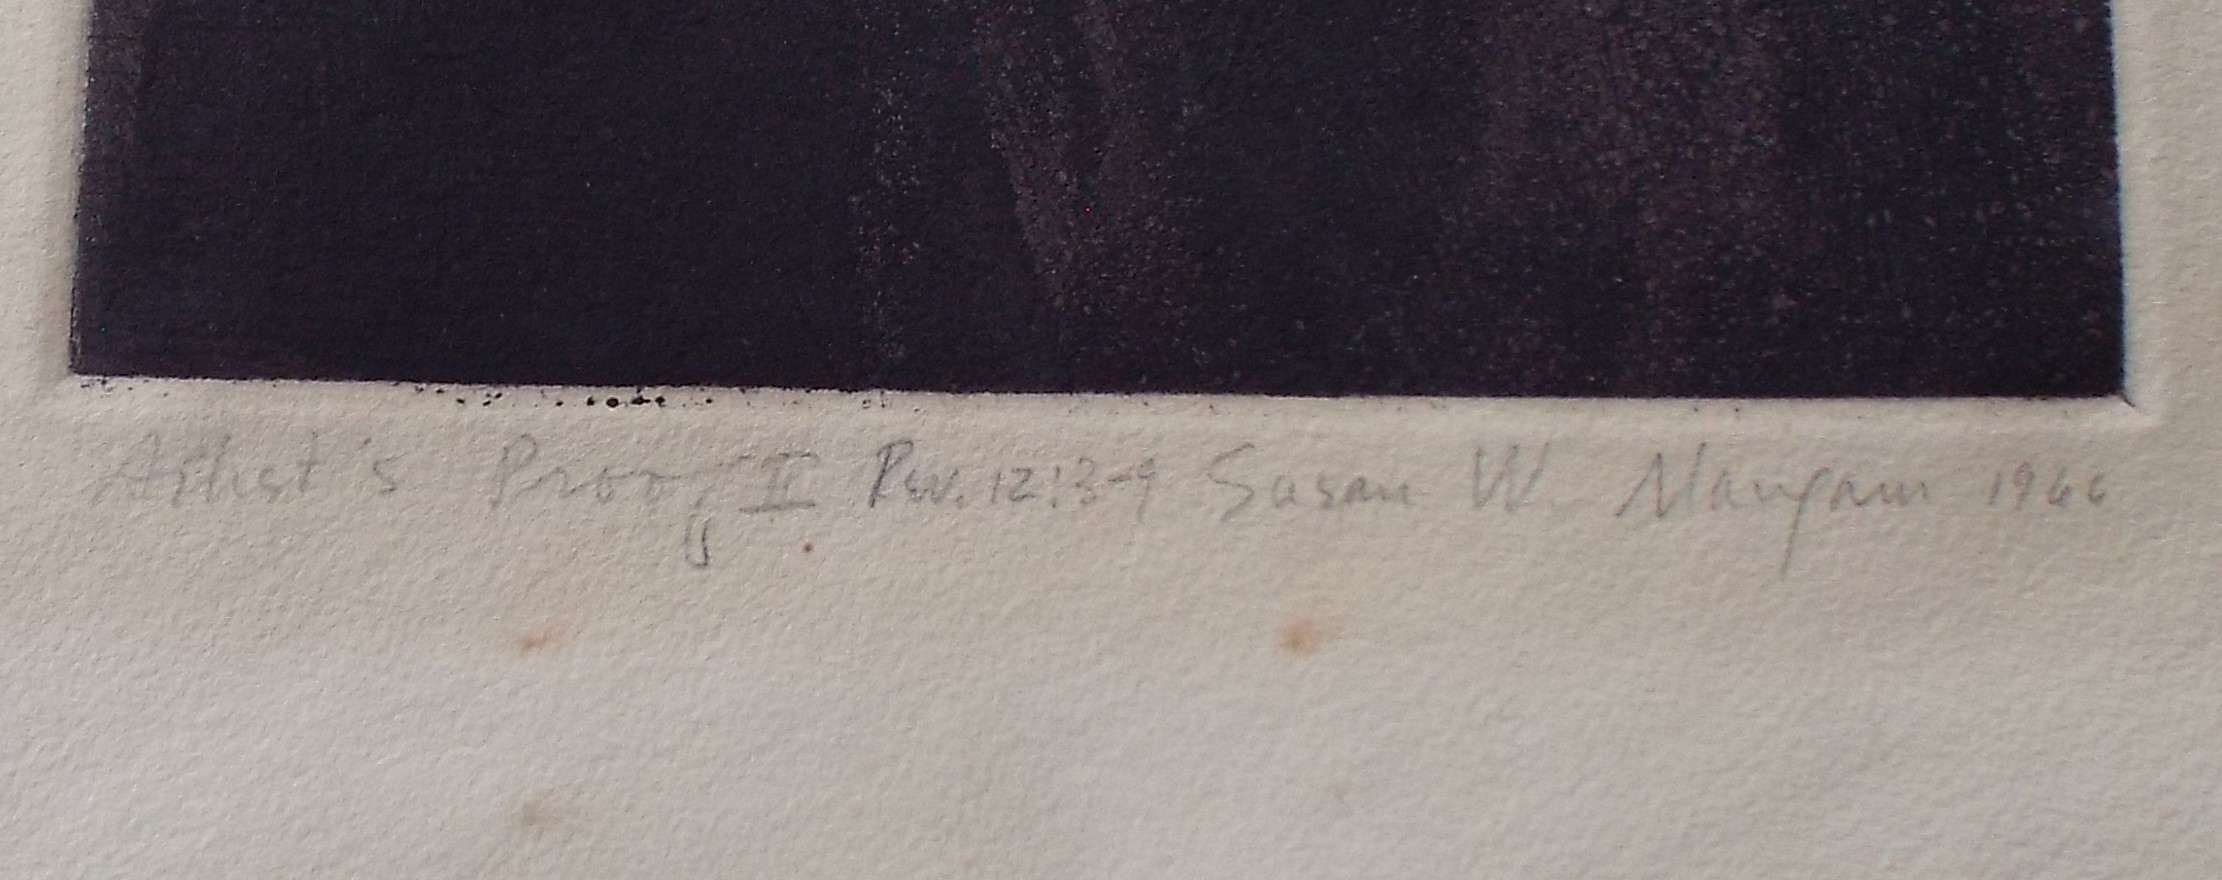 Artist's Proof II Rev. 12:3-9 Susan W. Mangam 1966